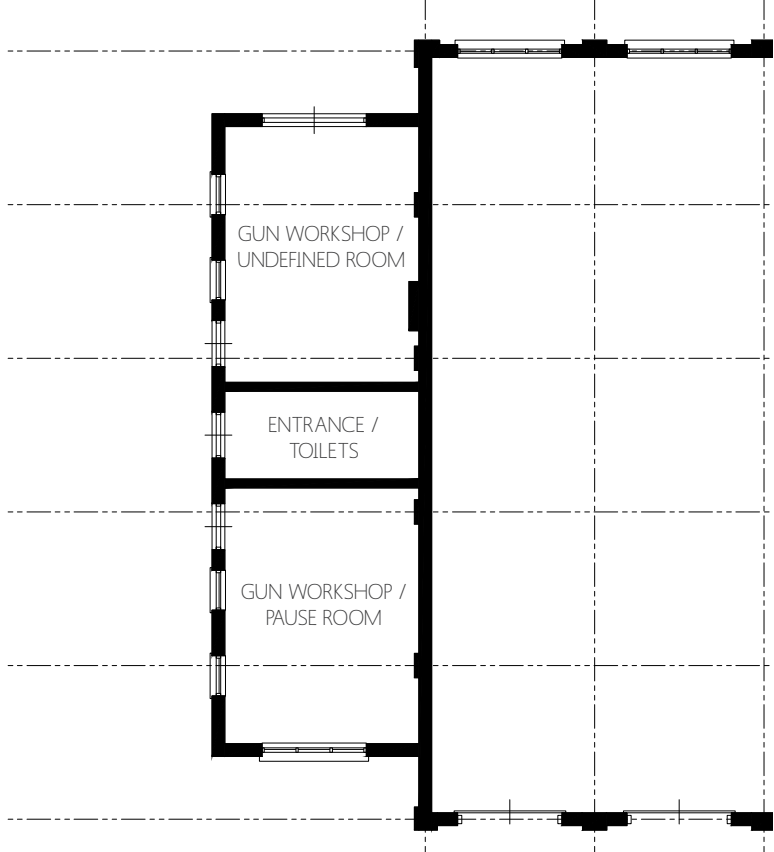 GUN WORKSHOP /
UNDEFINED ROOM
ENTRANCE /
TOILETS
GUN WORKSHOP /
PAUSE ROOM